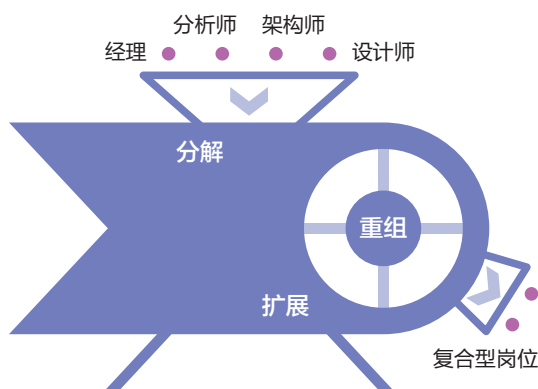 分析师 架构师
经理 设计师
分解
重组
扩展
复合型岗位